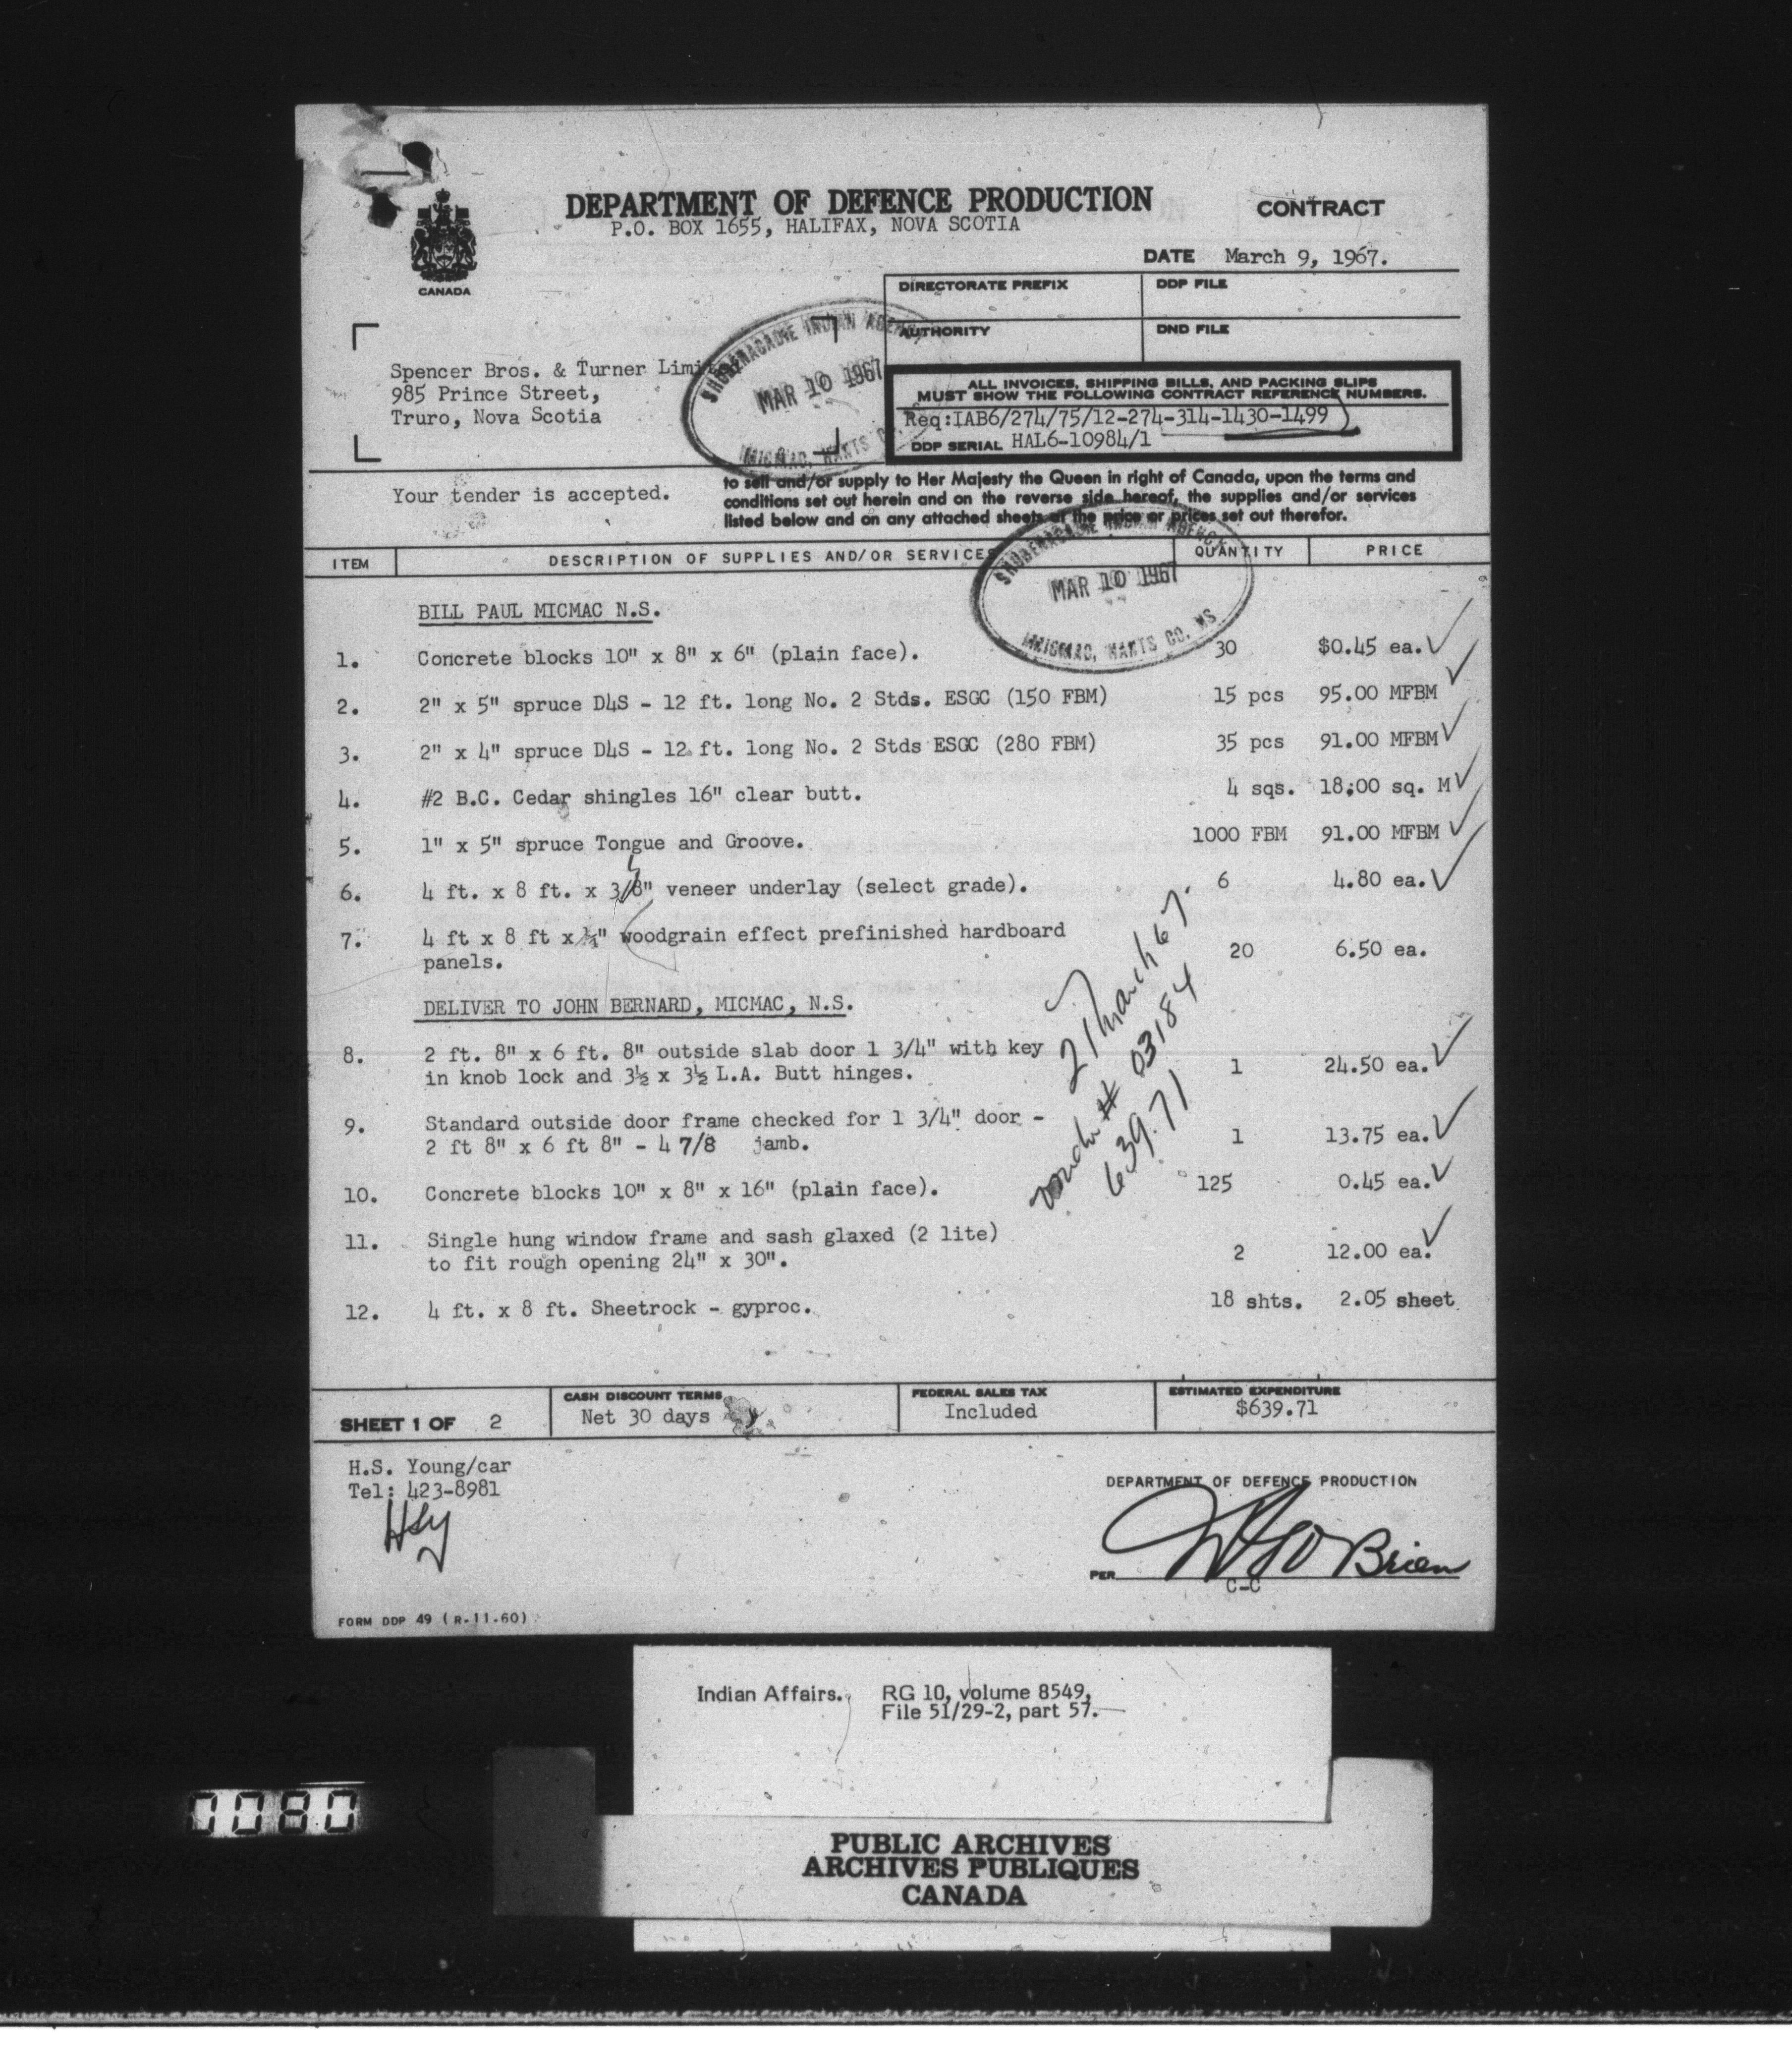 DEPARTMENT OF DEFENCE PRODUCTION
P.O. BOX 1655, HALIFAX, NOVA SCOTIA
CONTRACT
DATE March 9, 1967.
CANADA
DIRECTORATE PREFIX
DDP FILE
AUTHORITY
DND FILE
SHUBENACADIE INDIAN AGENCY
MAR 10 1967
MICMAC, HANTS CO.
Spencer Bros. & Turner Limited
985 Prince Street,
Truro, Nova Scotia
ALL INVOICES, SHIPPING BILLS, AND PACKING SLIPS
MUST SHOW THE FOLLOWING CONTRACT REFERENCE NUMBERS.
Req:IAB6/274/75/12-274-314-1430-1499
DDP SERIAL HAL6-10984/1
Your tender is accepted.
to sell and/or supply to Her Majesty the Queen in right of Canada, upon the terms and
conditions set out herein and on the reverse side hereof, the supplies and/or services
listed below and on any attached sheets at the price or prices set out therefor.
ITEM DESCRIPTION OF SUPPLIES AND/OR SERVICES QUANTITY PRICE
SHUBENACADIE INDIAN AGENCY
MAR 10 1967
MICMAC, HANTS CO. NS
BILL PAUL MICMAC N.S.
1. Concrete blocks 10" x 8" x 6" (plain face). 30 $0.45 ea. ✓
2. 2" x 5" spruce D4S - 12 ft. long No. 2 Stds. ESGC (150 FBM) 15 pcs 95.00 MFBM ✓
3. 2" x 4" spruce D4S - 12 ft. long No. 2 Stds ESGC (280 FBM) 35 pcs 91.00 MFBM ✓
4. #2 B.C. Cedar shingles 16" clear butt. 4 sqs. 18;00 sq. M ✓
5. 1" x 5" spruce Tongue and Groove. 1000 FBM 91.00 MFBM ✓
6. 4 ft. x 8 ft. x 3/8" veneer underlay (select grade). 6 4.80 ea. ✓
4
7. 4 ft x 8 ft x ¼" woodgrain effect prefinished hardboard
panels. 20 6.50 ea.
DELIVER TO JOHN BERNARD, MICMAC, N.S.
8. 2 ft. 8" x 6 ft. 8" outside slab door 1 3/4" with key
in knob lock and 3½ x 3½ L.A. Butt hinges. 1 24.50 ea. ✓
9. Standard outside door frame checked for 1 3/4" door -
2 ft 8" x 6 ft 8" - 4 7/8 jamb. 1 13.75 ea. ✓
10. Concrete blocks 10" x 8" x 16" (plain face). 125 0.45 ea. ✓
11. Single hung window frame and sash glaxed (2 lite)
to fit rough opening 24" x 30". 2 12.00 ea. ✓
12. 4 ft. x 8 ft. Sheetrock - gyproc. 18 shts. 2.05 sheet
21 March 67.
# 03184
639.71
SHEET 1 OF 2
CASH DISCOUNT TERMS
Net 30 days
FEDERAL SALES TAX
Included
ESTIMATED EXPENDITURE
$639.71
H.S. Young/car
Tel: 423-8981
HSY
DEPARTMENT OF DEFENCE PRODUCTION
PER O'Brien
C-C
FORM DDP 49 (R-11-60)
Indian Affairs. RG 10, volume 8549,
File 51/29-2, part 57.
PUBLIC ARCHIVES
ARCHIVES PUBLIQUES
CANADA